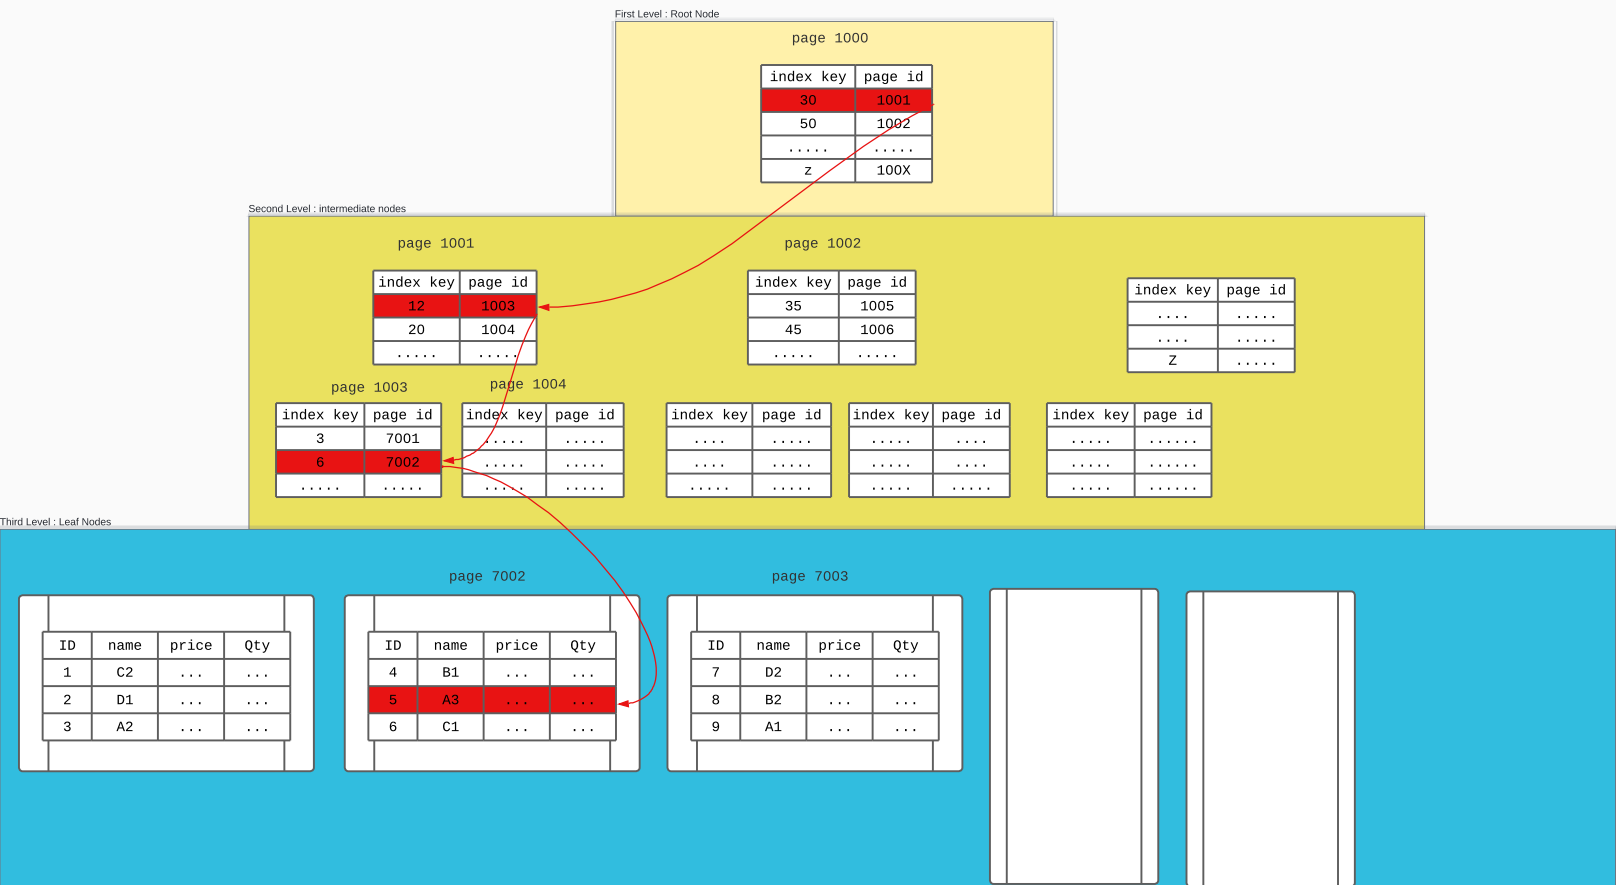 First Level : Root Node
page 1000
index key page id
30 1001
50 1002
..... .....
z 100X
Second Level : intermediate nodes
page 1001
index key page id
12 1003
20 1004
..... .....
page 1002
index key page id
35 1005
45 1006
..... .....
index key page id
.... .....
.... .....
Z .....
page 1003
index key page id
3 7001
6 7002
..... .....
page 1004
index key page id
..... .....
..... .....
..... .....
index key page id
.... .....
.... .....
..... .....
index key page id
..... ....
..... ....
..... .....
index key page id
..... ......
..... ......
..... ......
Third Level : Leaf Nodes
ID name price Qty
1 C2 ... ...
2 D1 ... ...
3 A2 ... ...
page 7002
ID name price Qty
4 B1 ... ...
5 A3 ... ...
6 C1 ... ...
page 7003
ID name price Qty
7 D2 ... ...
8 B2 ... ...
9 A1 ... ...